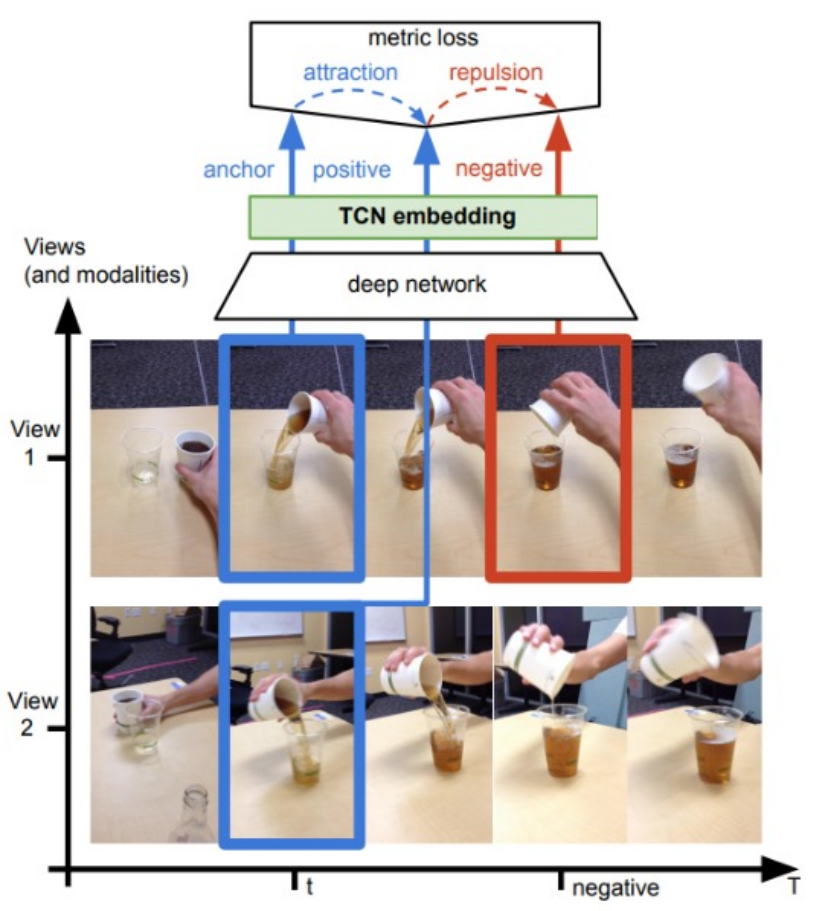 metric loss
attraction
repulsion
anchor
positive
negative
TCN embedding
Views
(and modalities)
deep network
View
1
View
2
t
negative
T